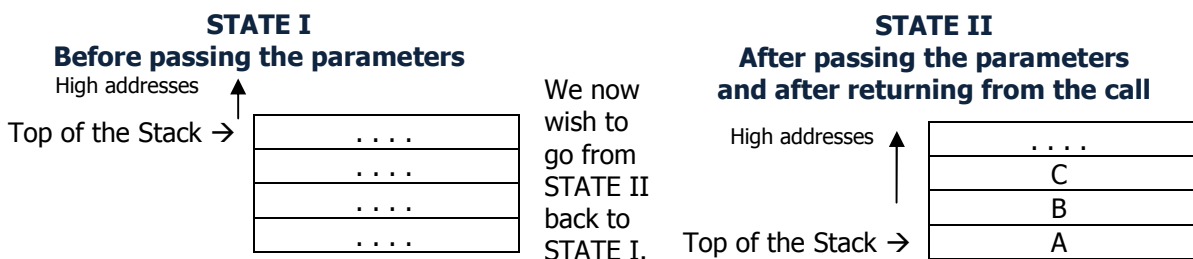 STATE I
Before passing the parameters
High addresses
Top of the Stack →
. . . .
. . . .
. . . .
. . . .
We now
wish to
go from
STATE II
back to
STATE I.
STATE II
After passing the parameters
and after returning from the call
High addresses
. . . .
C
B
Top of the Stack → A